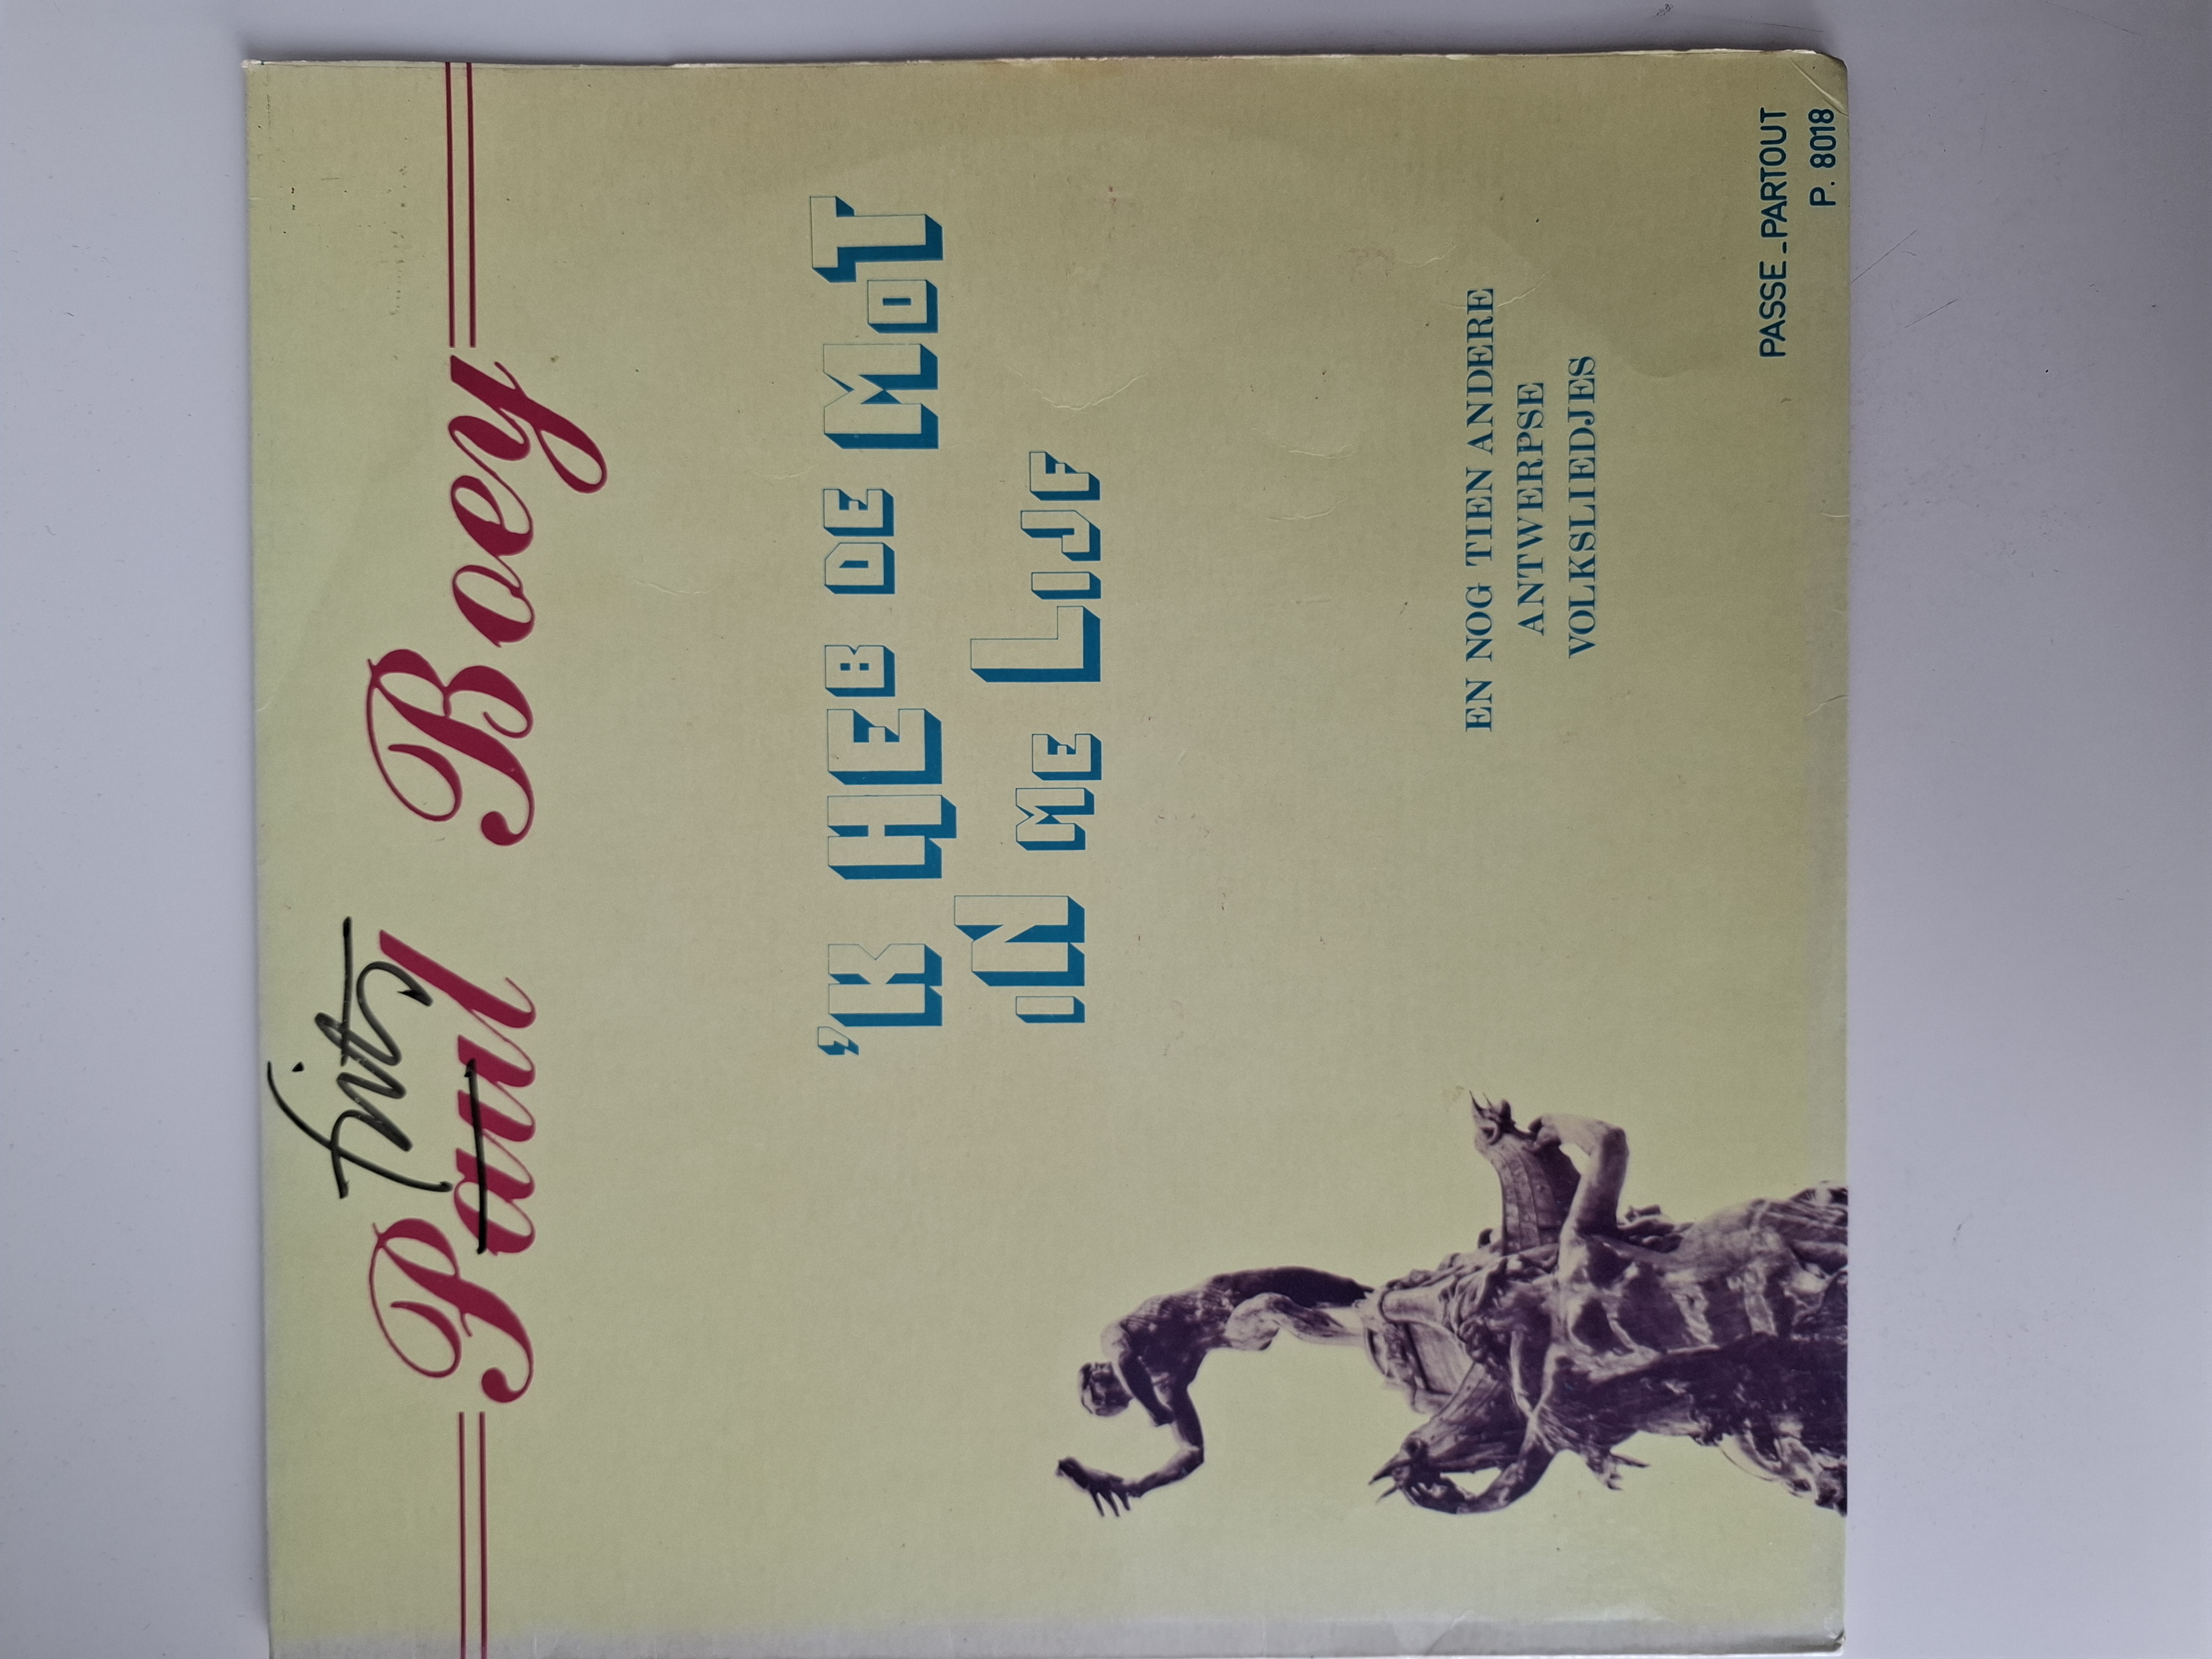 Frits
Paul Boey
'K HEB DE MOT
IN ME LIJF
EN NOG TIEN ANDERE
ANTWERPSE
VOLKSLIEDJES
PASSE_PARTOUT
P. 8018